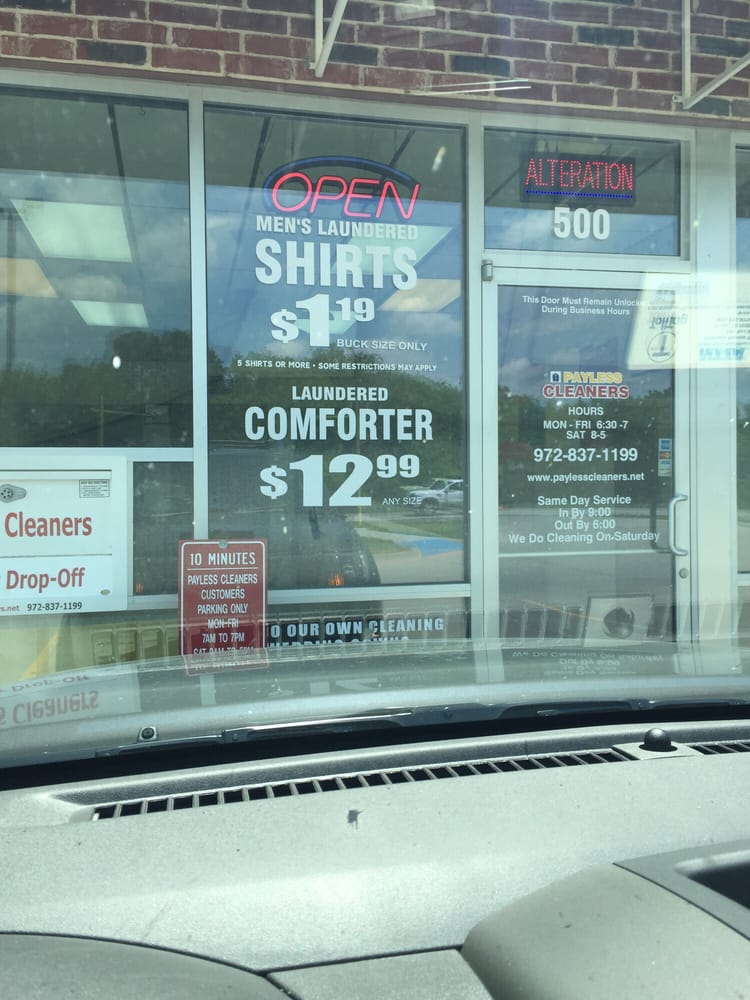 OPEN
MEN'S LAUNDERED
SHIRTS
$1 19
BUCK SIZE ONLY
5 SHIRTS OR MORE • SOME RESTRICTIONS MAY APPLY
LAUNDERED
COMFORTER
$12 99
ANY SIZE
ALTERATION
500
This Door Must Remain Unlocked
During Business Hours
PAYLESS
CLEANERS
HOURS
MON - FRI 6:30 -7
SAT 8-5
972-837-1199
www.paylesscleaners.net
Same Day Service
In By 9:00
Out By 6:00
We Do Cleaning On Saturday
Cleaners
Drop-Off
s.net 972-837-1199
10 MINUTES
PAYLESS CLEANERS
CUSTOMERS
PARKING ONLY
MON-FRI
7AM TO 7PM
O OUR OWN CLEANING